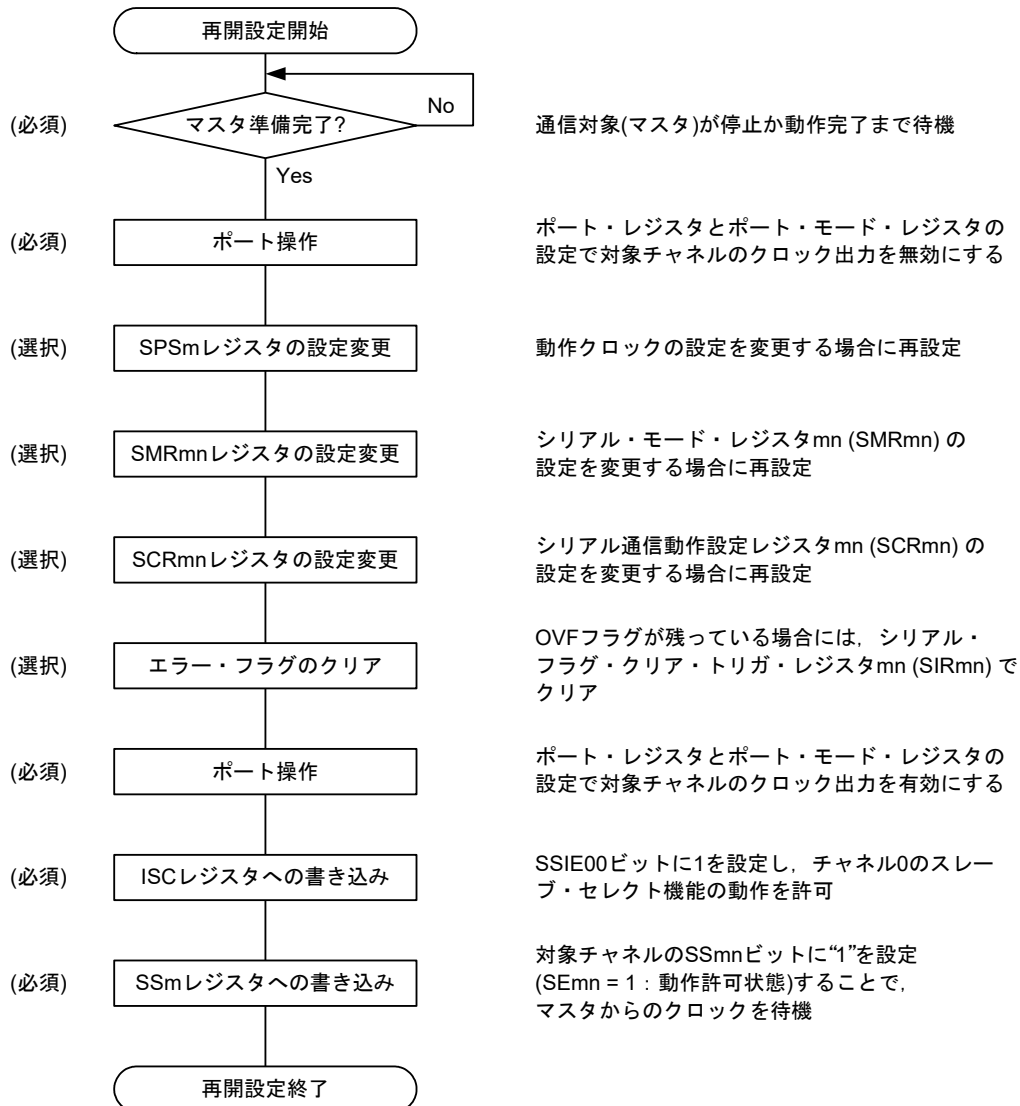 再開設定開始
No
(必須)
マスタ準備完了?
通信対象(マスタ)が停止か動作完了まで待機
Yes
(必須)
ポート操作
ポート・レジスタとポート・モード・レジスタの
設定で対象チャネルのクロック出力を無効にする
(選択)
SPSmレジスタの設定変更
動作クロックの設定を変更する場合に再設定
(選択)
SMRmnレジスタの設定変更
シリアル・モード・レジスタmn (SMRmn) の
設定を変更する場合に再設定
(選択)
SCRmnレジスタの設定変更
シリアル通信動作設定レジスタmn (SCRmn) の
設定を変更する場合に再設定
(選択)
エラー・フラグのクリア
OVFフラグが残っている場合には，シリアル・
フラグ・クリア・トリガ・レジスタmn (SIRmn) で
クリア
(必須)
ポート操作
ポート・レジスタとポート・モード・レジスタの
設定で対象チャネルのクロック出力を有効にする
(必須)
ISCレジスタへの書き込み
SSIE00ビットに1を設定し，チャネル0のスレー
ブ・セレクト機能の動作を許可
(必須)
SSmレジスタへの書き込み
対象チャネルのSSmnビットに“1”を設定
(SEmn = 1：動作許可状態)することで，
マスタからのクロックを待機
再開設定終了